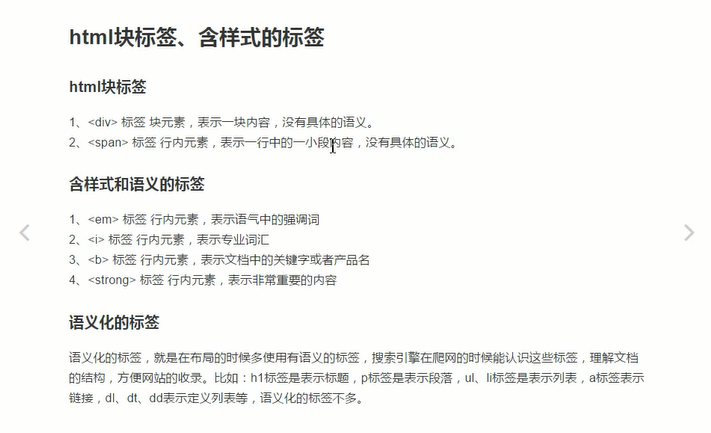 html块标签、含样式的标签
html块标签
1、<div> 标签 块元素，表示一块内容，没有具体的语义。
2、<span> 标签 行内元素，表示一行中的一小段内容，没有具体的语义。
含样式和语义的标签
1、<em> 标签 行内元素，表示语气中的强调词
2、<i> 标签 行内元素，表示专业词汇
3、<b> 标签 行内元素，表示文档中的关键字或者产品名
4、<strong> 标签 行内元素，表示非常重要的内容
语义化的标签
语义化的标签，就是在布局的时候多使用有语义的标签，搜索引擎在爬网的时候能认识这些标签，理解文档
的结构，方便网站的收录。比如：h1标签是表示标题，p标签是表示段落，ul、li标签是表示列表，a标签表示
链接，dl、dt、dd表示定义列表等，语义化的标签不多。